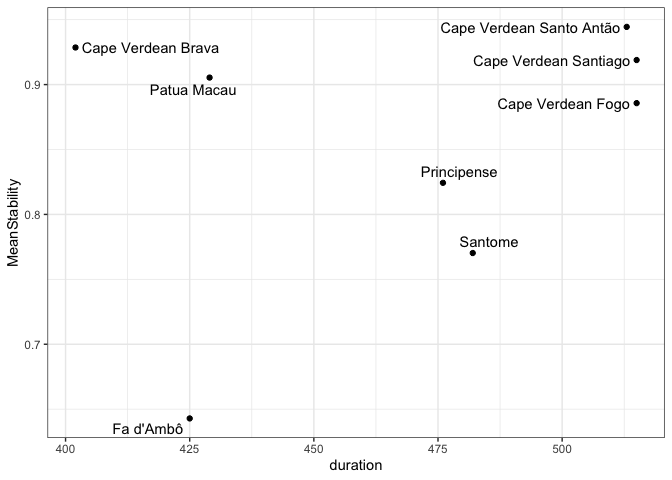 Cape Verdean Santo Antão
Cape Verdean Brava
Cape Verdean Santiago
0.9
Patua Macau
Cape Verdean Fogo
Principense
0.8
Santome
MeanStability
0.7
Fa d'Ambô
400 425 450 475 500
duration